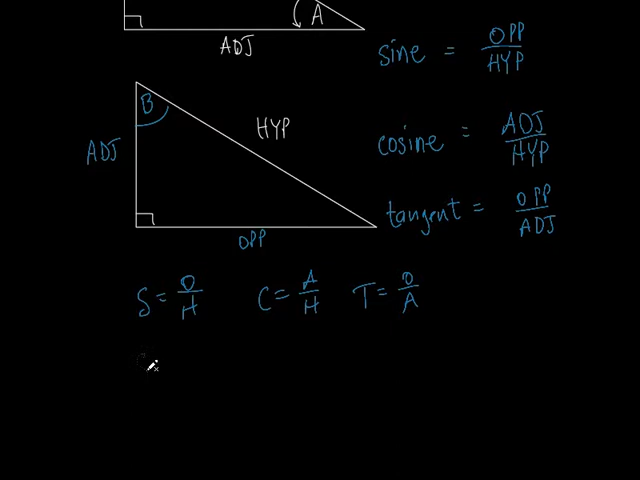 A
ADJ
sine = OPP/HYP
B
HYP
ADJ
cosine = ADJ/HYP
tangent = OPP/ADJ
OPP
S = O/H C = A/H T = O/A